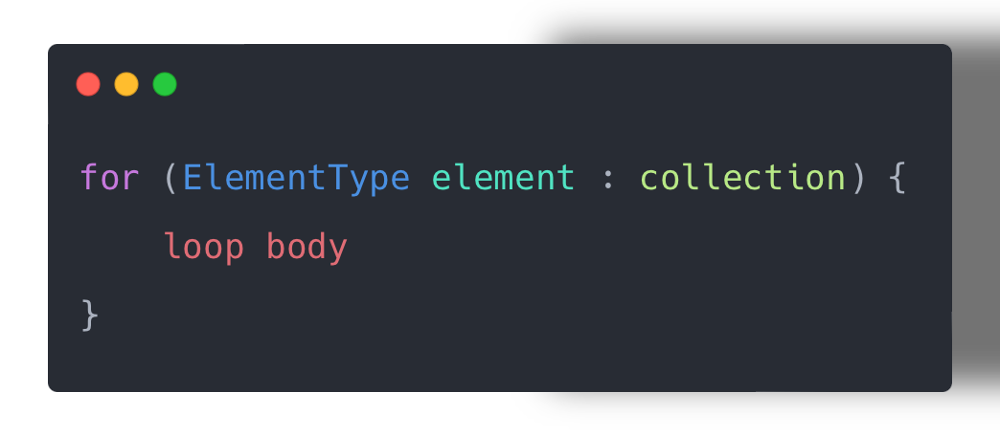 for (ElementType element : collection) {
    loop body
}